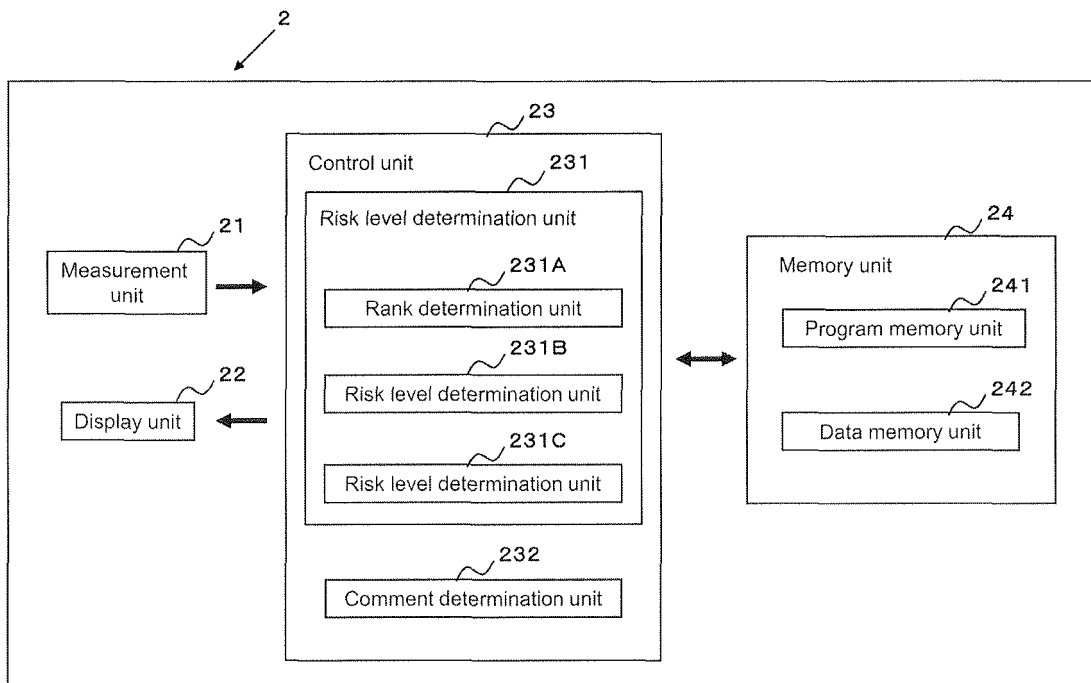 2
23
Control unit
231
Risk level determination unit
21
Measurement
unit
231A
Rank determination unit
24
Memory unit
241
Program memory unit
231B
Risk level determination unit
22
Display unit
242
Data memory unit
231C
Risk level determination unit
232
Comment determination unit